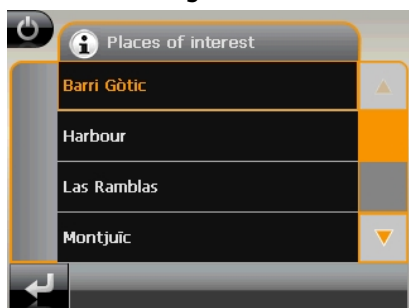 Places of interest
Barri Gòtic
Harbour
Las Ramblas
Montjuïc